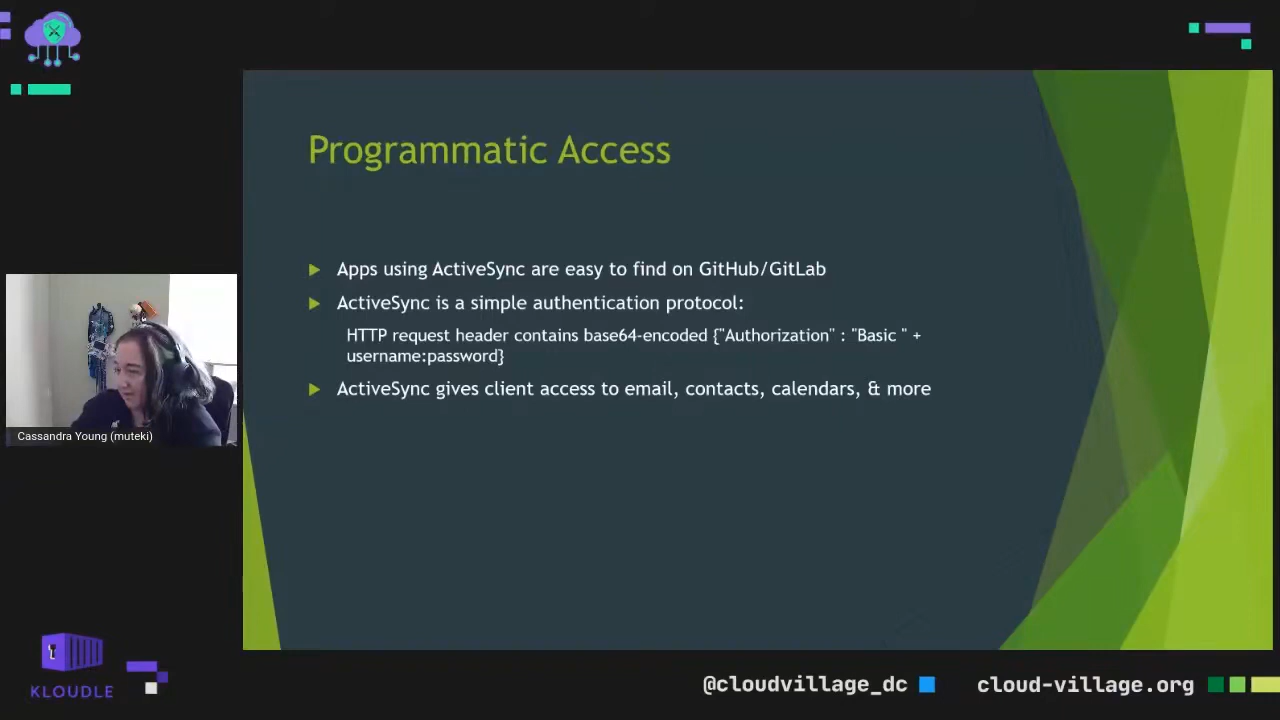 Programmatic Access
Apps using ActiveSync are easy to find on GitHub/GitLab
ActiveSync is a simple authentication protocol:
HTTP request header contains base64-encoded {"Authorization" : "Basic " +
username:password}
ActiveSync gives client access to email, contacts, calendars, & more
Cassandra Young (muteki)
KLOUDLE
@cloudvillage_dc
cloud-village.org